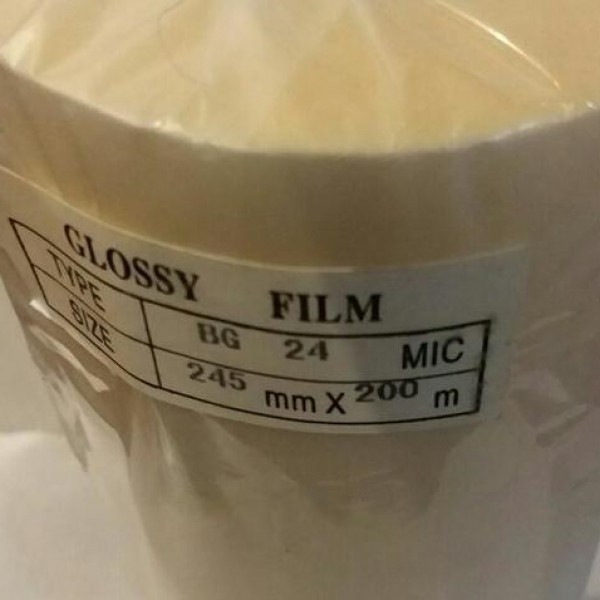 GLOSSY FILM
TYPE BG 24 MIC
SIZE 245 mm X 200 m